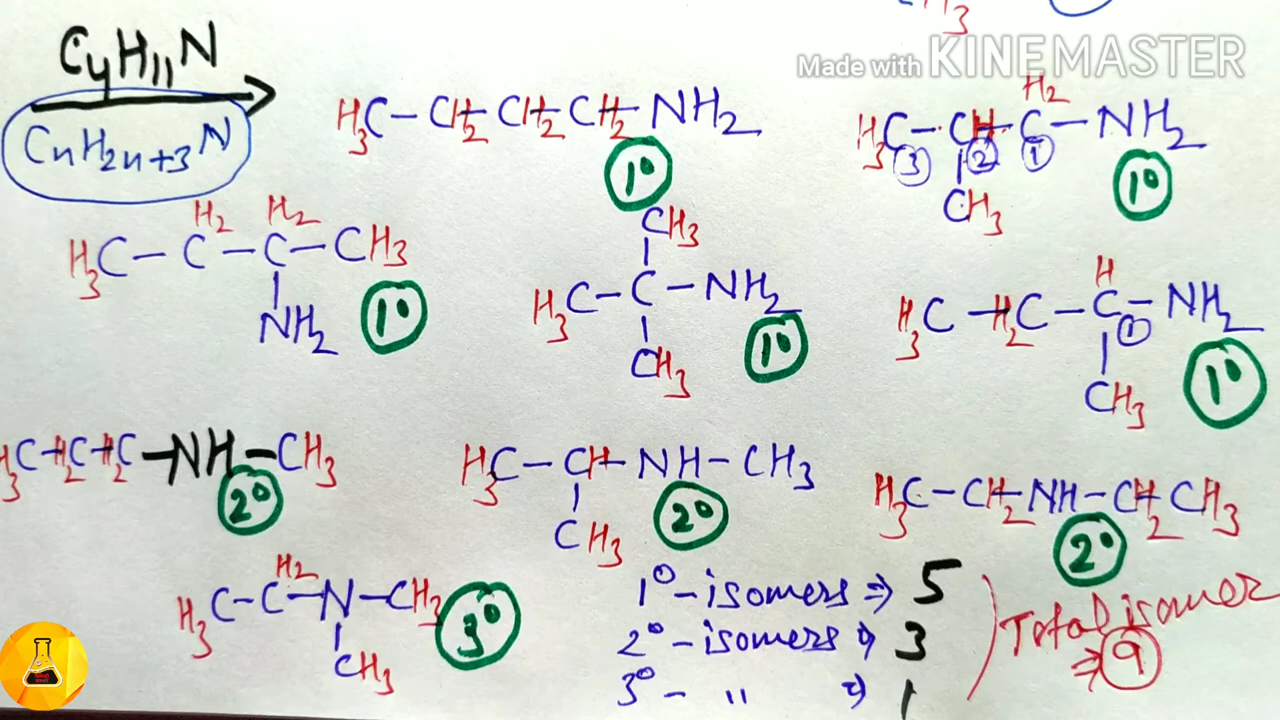 H3
Made with KINEMASTER
C4H11N
CnH2n+3N
H3C-CH2-CH2-CH2-NH2
1°
H2
H3C-CH-C-NH2
3 2 1
CH3
1°
H2 H2
H3C-C-C-CH3
NH2
1°
CH3
H3C-C-NH2
CH3
1°
H
H3C-H2C-C-NH2
1
CH3
1°
H3C-H2C-H2C-NH-CH3
2°
H3C-CH-NH-CH3
CH3
2°
H3C-CH2-NH-CH2-CH3
2°
H2
H3C-C-N-CH3
CH3
3°
1°-isomers ⇒ 5
2°-isomers ⇒ 3
3°- " ⇒ 1
Total isomer
⇒ 9